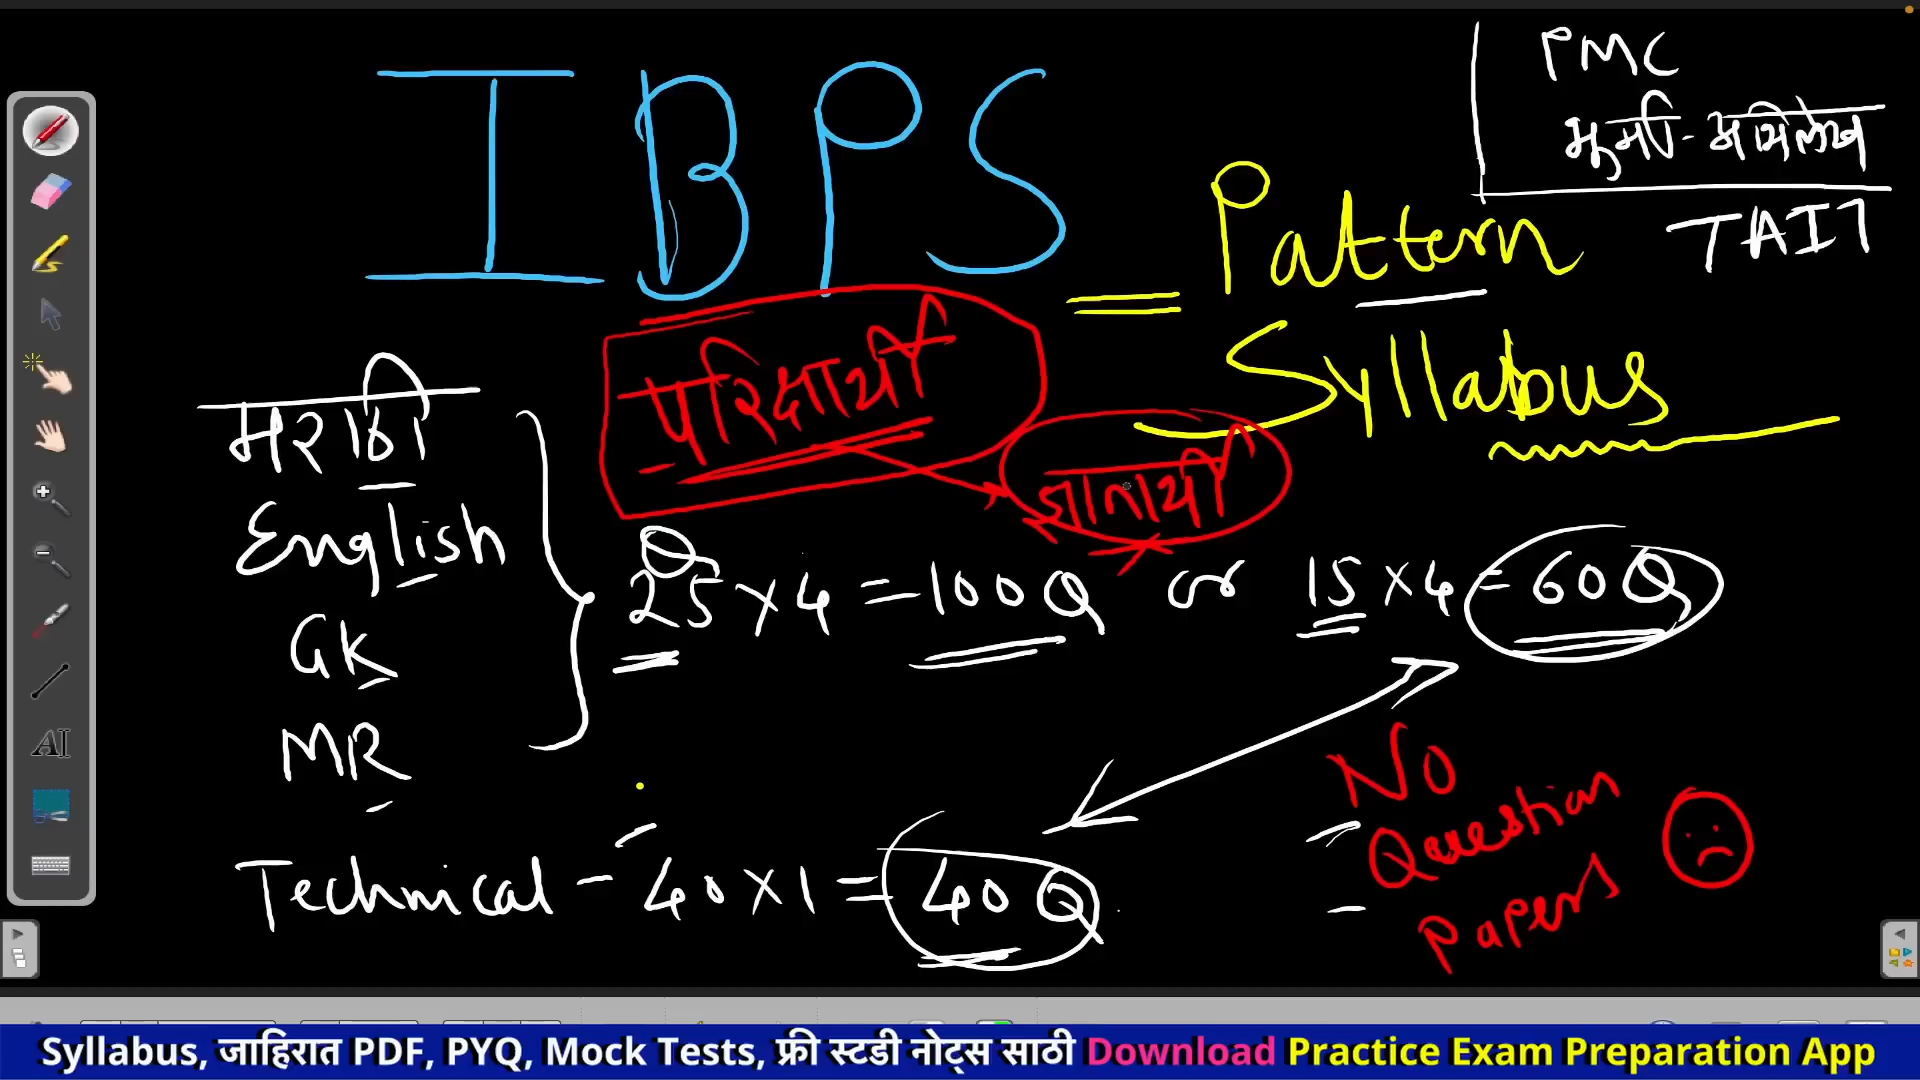 IBPS
PMC
भूमि-अभिलेख
TAIT
= Pattern
Syllabus
परिक्षार्थी
ज्ञानार्थी
मराठी
English
GK
MR
25 x 4 = 100 Q or 15 x 4 = 60 Q
Technical - 40 x 1 = 40 Q
No
Question
Papers
Syllabus, जाहिरात PDF, PYQ, Mock Tests, फ्री स्टडी नोट्स साठी Download Practice Exam Preparation App